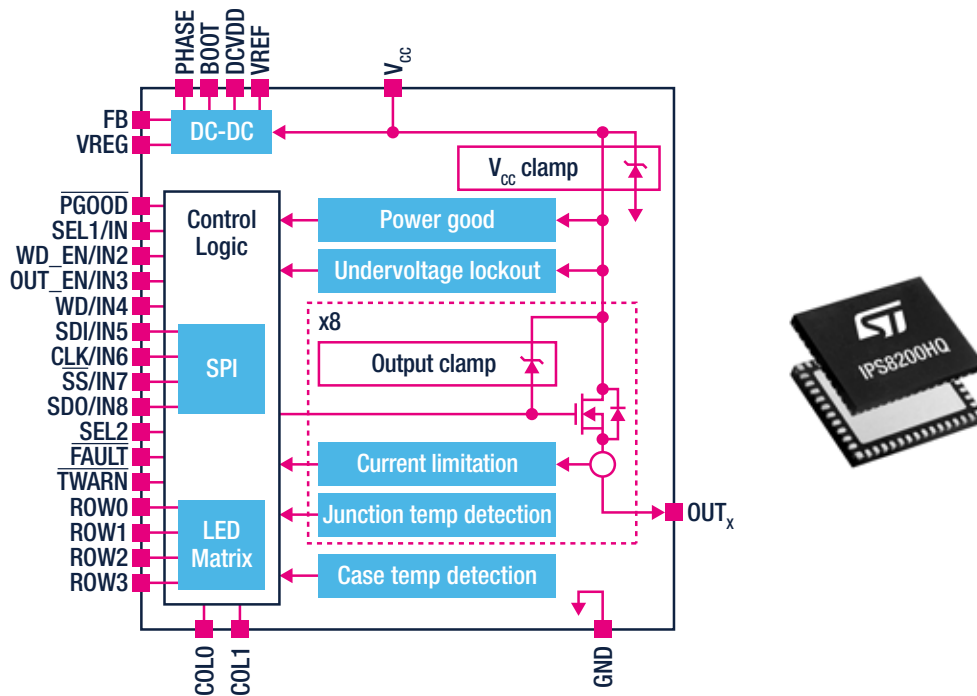 PHASE
BOOT
DCVDD
VREF
VCC
FB
VREG
DC-DC
VCC clamp
PGOOD
SEL1/IN
WD_EN/IN2
OUT_EN/IN3
WD/IN4
SDI/IN5
CLK/IN6
SS/IN7
SDO/IN8
SEL2
FAULT
TWARN
ROW0
ROW1
ROW2
ROW3
Control
Logic
SPI
LED
Matrix
Power good
Undervoltage lockout
x8
Output clamp
Current limitation
Junction temp detection
Case temp detection
OUTx
COL0
COL1
GND
ST
IPS8200HQ